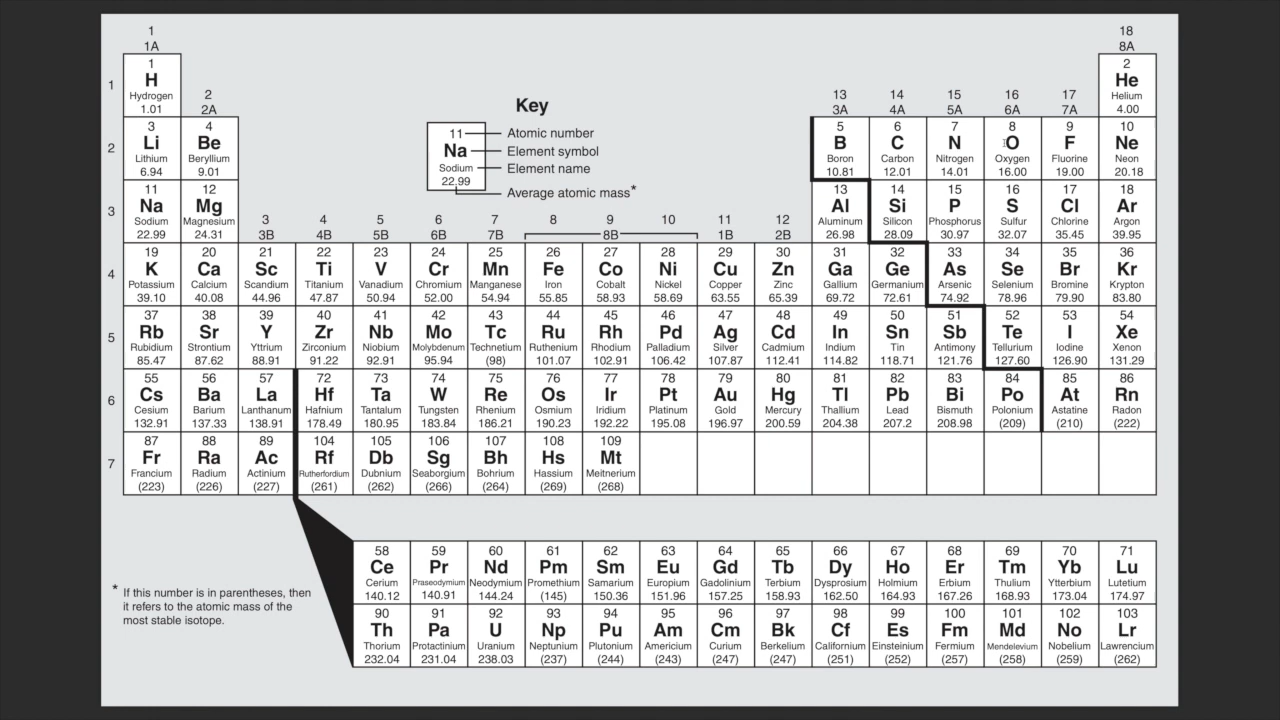 1 18
1A 8A
1 2
H He
Hydrogen Helium
1.01 4.00
1
2 13 14 15 16 17
2A 3A 4A 5A 6A 7A
Key
11 Atomic number
Na Element symbol
Sodium Element name
22.99 Average atomic mass*
3 4 5 6 7 8 9 10
Li Be B C N O F Ne
Lithium Beryllium Boron Carbon Nitrogen Oxygen Fluorine Neon
6.94 9.01 10.81 12.01 14.01 16.00 19.00 20.18
2
11 12 13 14 15 16 17 18
Na Mg Al Si P S Cl Ar
Sodium Magnesium Aluminum Silicon Phosphorus Sulfur Chlorine Argon
22.99 24.31 26.98 28.09 30.97 32.07 35.45 39.95
3
3 4 5 6 7 8 9 10 11 12
3B 4B 5B 6B 7B 8B 1B 2B
19 20 21 22 23 24 25 26 27 28 29 30 31 32 33 34 35 36
K Ca Sc Ti V Cr Mn Fe Co Ni Cu Zn Ga Ge As Se Br Kr
Potassium Calcium Scandium Titanium Vanadium Chromium Manganese Iron Cobalt Nickel Copper Zinc Gallium Germanium Arsenic Selenium Bromine Krypton
39.10 40.08 44.96 47.87 50.94 52.00 54.94 55.85 58.93 58.69 63.55 65.39 69.72 72.61 74.92 78.96 79.90 83.80
4
37 38 39 40 41 42 43 44 45 46 47 48 49 50 51 52 53 54
Rb Sr Y Zr Nb Mo Tc Ru Rh Pd Ag Cd In Sn Sb Te I Xe
Rubidium Strontium Yttrium Zirconium Niobium Molybdenum Technetium Ruthenium Rhodium Palladium Silver Cadmium Indium Tin Antimony Tellurium Iodine Xenon
85.47 87.62 88.91 91.22 92.91 95.94 (98) 101.07 102.91 106.42 107.87 112.41 114.82 118.71 121.76 127.60 126.90 131.29
5
55 56 57 72 73 74 75 76 77 78 79 80 81 82 83 84 85 86
Cs Ba La Hf Ta W Re Os Ir Pt Au Hg Tl Pb Bi Po At Rn
Cesium Barium Lanthanum Hafnium Tantalum Tungsten Rhenium Osmium Iridium Platinum Gold Mercury Thallium Lead Bismuth Polonium Astatine Radon
132.91 137.33 138.91 178.49 180.95 183.84 186.21 190.23 192.22 195.08 196.97 200.59 204.38 207.2 208.98 (209) (210) (222)
6
87 88 89 104 105 106 107 108 109
Fr Ra Ac Rf Db Sg Bh Hs Mt
Francium Radium Actinium Rutherfordium Dubnium Seaborgium Bohrium Hassium Meitnerium
(223) (226) (227) (261) (262) (266) (264) (269) (268)
7
58 59 60 61 62 63 64 65 66 67 68 69 70 71
Ce Pr Nd Pm Sm Eu Gd Tb Dy Ho Er Tm Yb Lu
Cerium Praseodymium Neodymium Promethium Samarium Europium Gadolinium Terbium Dysprosium Holmium Erbium Thulium Ytterbium Lutetium
140.12 140.91 144.24 (145) 150.36 151.96 157.25 158.93 162.50 164.93 167.26 168.93 173.04 174.97
90 91 92 93 94 95 96 97 98 99 100 101 102 103
Th Pa U Np Pu Am Cm Bk Cf Es Fm Md No Lr
Thorium Protactinium Uranium Neptunium Plutonium Americium Curium Berkelium Californium Einsteinium Fermium Mendelevium Nobelium Lawrencium
232.04 231.04 238.03 (237) (244) (243) (247) (247) (251) (252) (257) (258) (259) (262)
* If this number is in parentheses, then
it refers to the atomic mass of the
most stable isotope.